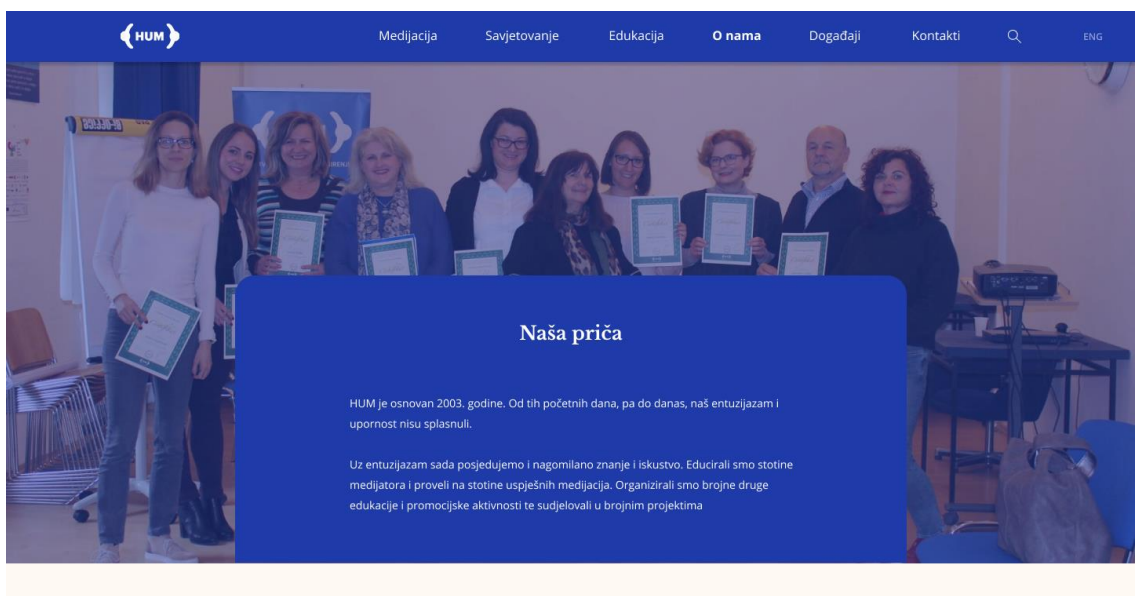 HUM
Medijacija Savjetovanje Edukacija O nama Događaji Kontakti ENG
Naša priča
HUM je osnovan 2003. godine. Od tih početnih dana, pa do danas, naš entuzijazam i
upornost nisu splasnuli.
Uz entuzijazam sada posjedujemo i nagomilano znanje i iskustvo. Educirali smo stotine
medijatora i proveli na stotine uspješnih medijacija. Organizirali smo brojne druge
edukacije i promocijske aktivnosti te sudjelovali u brojnim projektima